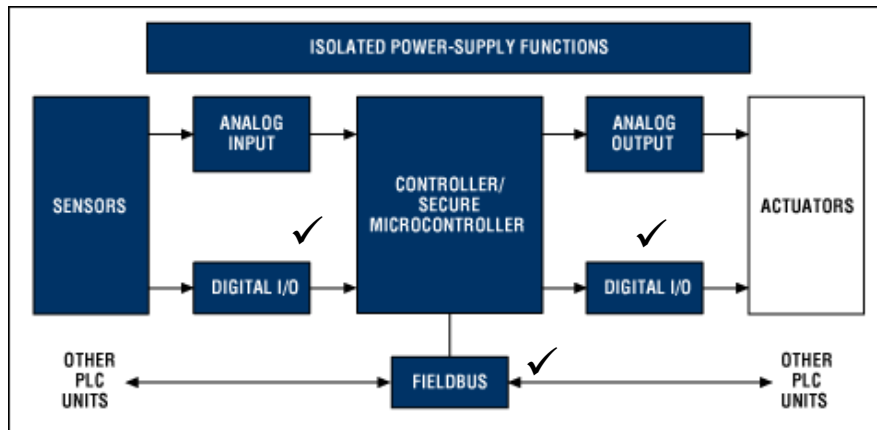 ISOLATED POWER-SUPPLY FUNCTIONS
SENSORS
ANALOG
INPUT
CONTROLLER/
SECURE
MICROCONTROLLER
ANALOG
OUTPUT
ACTUATORS
DIGITAL I/O
DIGITAL I/O
OTHER
PLC
UNITS
FIELDBUS
OTHER
PLC
UNITS